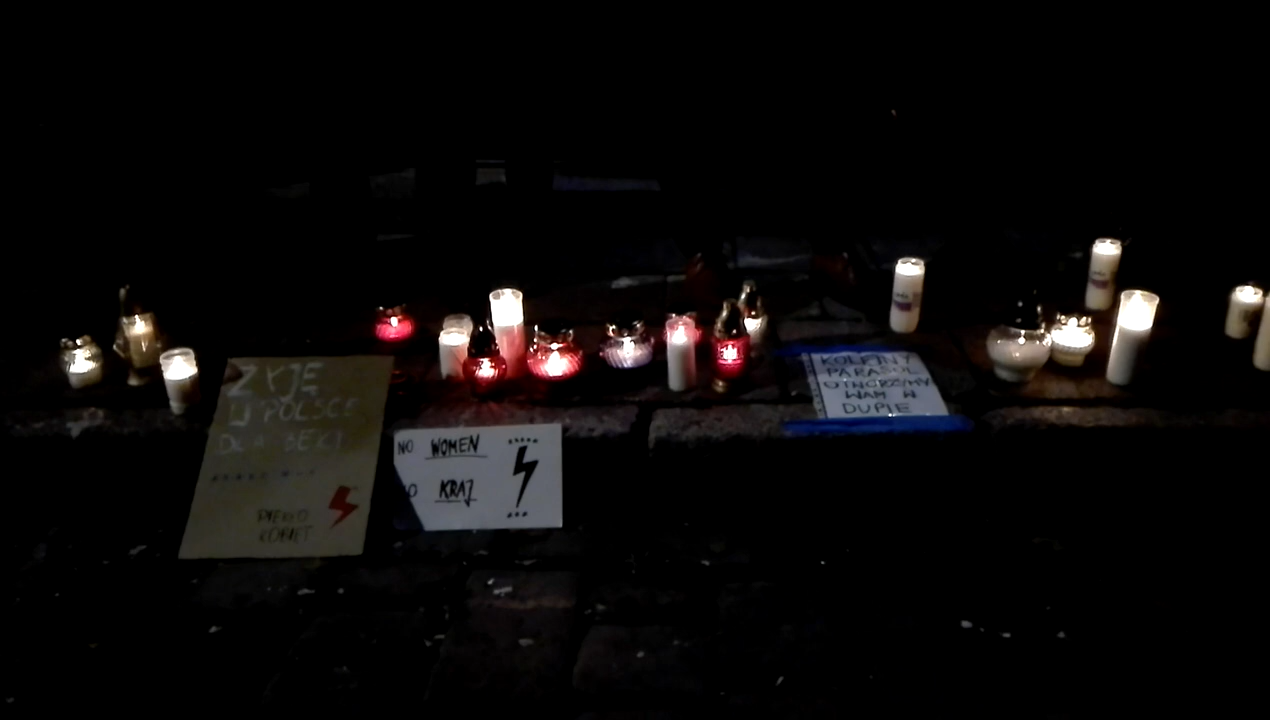 ŻYJĘ
W POLSCE
DLA BEKI
PIEKŁO
KOBIET
NO WOMEN
NO KRAJ
KOLEJNY
PARASOL
OTWORZYMY
WAM W
DUPIE